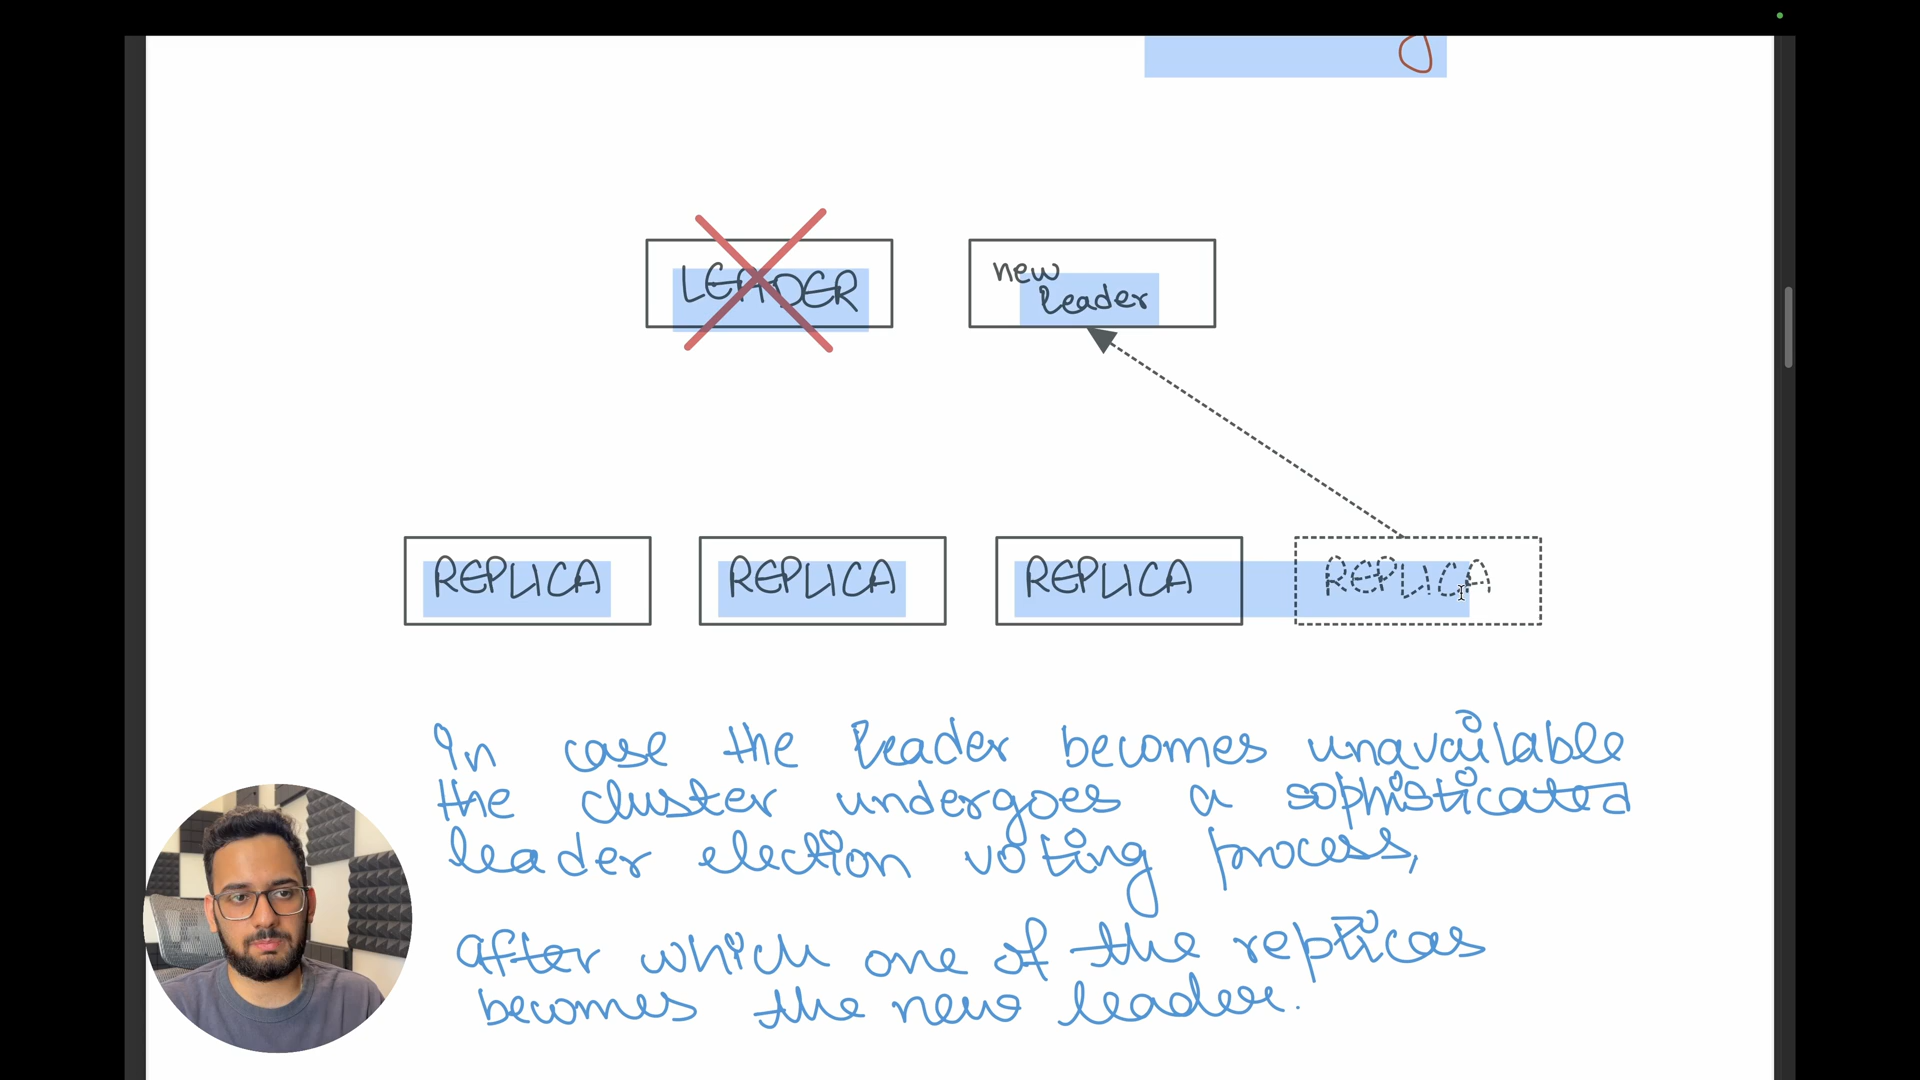 LEADER
new
leader
REPLICA REPLICA REPLICA REPLICA
In case the leader becomes unavailable
the cluster undergoes a sophisticated
leader election voting process,
after which one of the replicas
becomes the new leader.